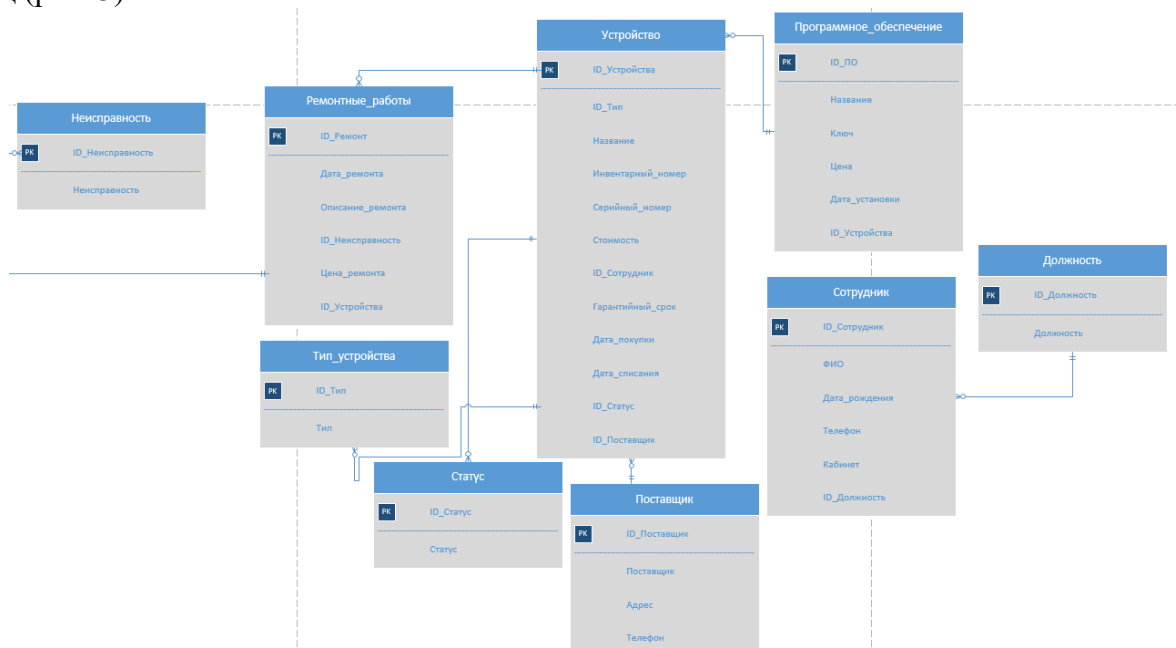 Устройство
PK ID_Устройства
ID_Тип
Название
Инвентарный_номер
Серийный_номер
Стоимость
ID_Сотрудник
Гарантийный_срок
Дата_покупки
Дата_списания
ID_Статус
ID_Поставщик
Программное_обеспечение
PK ID_ПО
Название
Ключ
Цена
Дата_установки
ID_Устройства
Ремонтные_работы
PK ID_Ремонт
Дата_ремонта
Описание_ремонта
ID_Неисправность
Цена_ремонта
ID_Устройства
Неисправность
PK ID_Неисправность
Неисправность
Должность
PK ID_Должность
Должность
Сотрудник
PK ID_Сотрудник
ФИО
Дата_рождения
Телефон
Кабинет
ID_Должность
Тип_устройства
PK ID_Тип
Тип
Статус
PK ID_Статус
Статус
Поставщик
PK ID_Поставщик
Поставщик
Адрес
Телефон